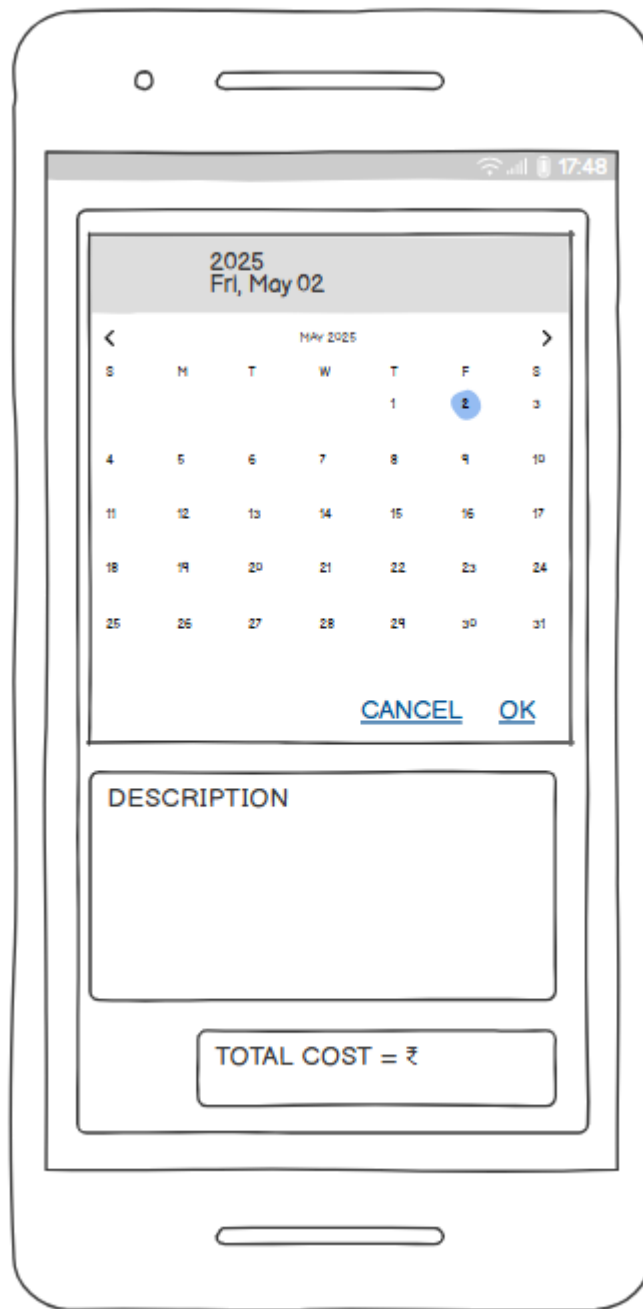 17:48
2025
Fri, May 02
MAY 2025
S M T W T F S
1 2 3
4 5 6 7 8 9 10
11 12 13 14 15 16 17
18 19 20 21 22 23 24
25 26 27 28 29 30 31
CANCEL OK
DESCRIPTION
TOTAL COST = ₹